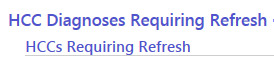 HCC Diagnoses Requiring Refresh
HCCs Requiring Refresh